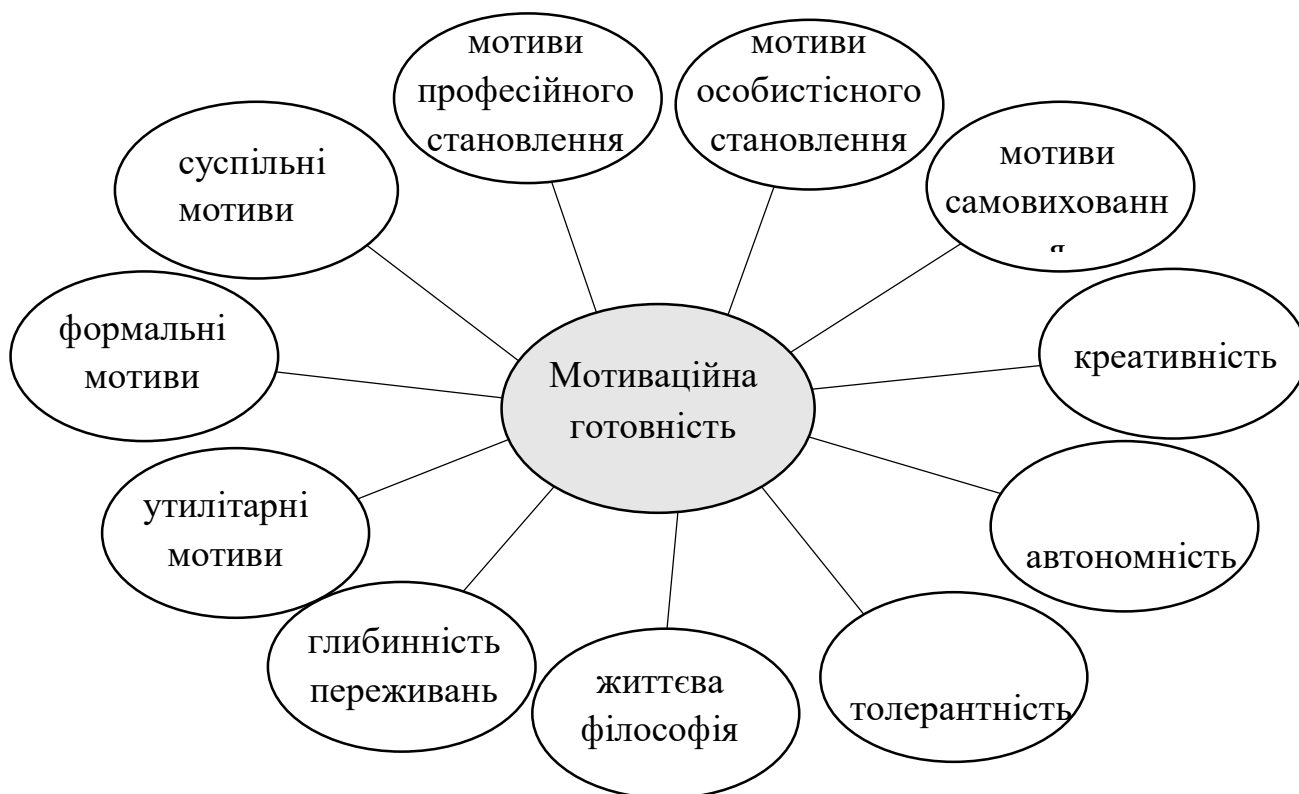 мотиви
професійного
становлення
мотиви
особистісного
становлення
суспільні
мотиви
мотиви
самовихованн
я
формальні
мотиви
Мотиваційна
готовність
креативність
утилітарні
мотиви
автономність
глибинність
переживань
життєва
філософія
толерантність